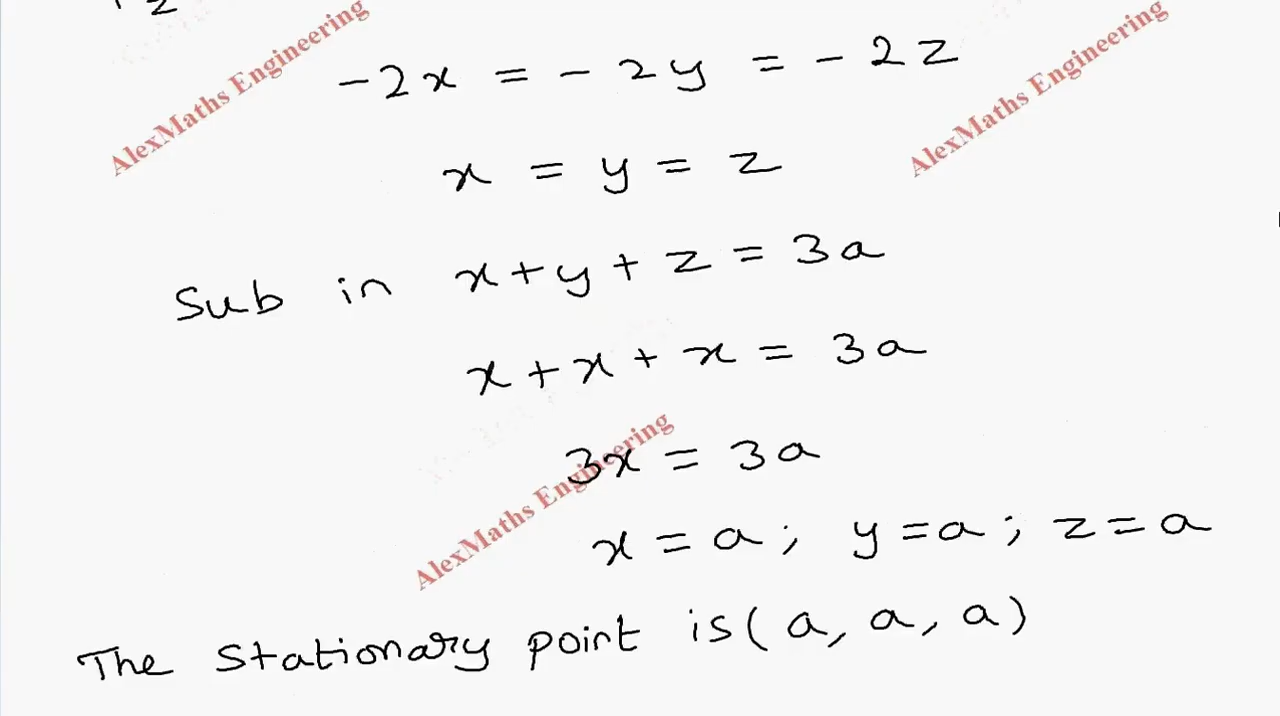 -2x = -2y = -2z
x = y = z
Sub in x+y+z = 3a
x+x+x = 3a
3x = 3a
x = a; y=a; z=a
The stationary point is (a, a, a)
AlexMaths Engineering
AlexMaths Engineering
AlexMaths Engineering